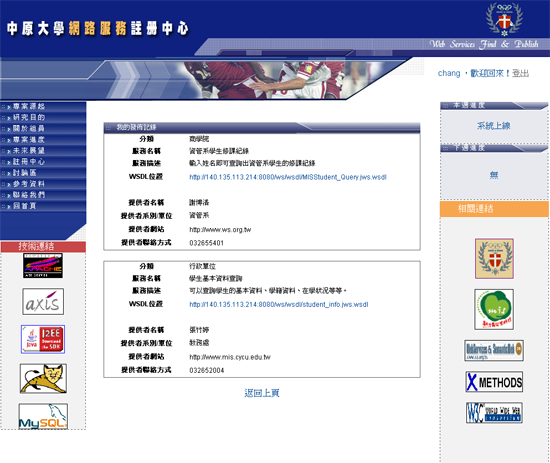 中原大學網路服務註冊中心
Web Services Find & Publish
chang ，歡迎回來！登出
專案源起
研究目的
關於組員
專案進度
未來展望
註冊中心
討論區
參考資料
聯絡我們
回首頁
技術連結
axis
JAVA
J2EE
Download
the SDK
MySQL
我的發佈記錄
分類 商學院
服務名稱 資管系學生修課紀錄
服務描述 輸入姓名即可查詢出資管系學生的修課紀錄
WSDL位置 http://140.135.113.214:8080/ws/wsdl/MISStudent_Query.jws.wsdl
提供者名稱 謝博洛
提供者系別/單位 資管系
提供者網站 http://www.ws.org.tw
提供者聯絡方式 032655401
分類 行政單位
服務名稱 學生基本資料查詢
服務描述 可以查詢學生的基本資料、學籍資料、在學狀況等等。
WSDL位置 http://140.135.113.214:8080/ws/wsdl/student_info.jws.wsdl
提供者名稱 張竹婷
提供者系別/單位 教務處
提供者網站 http://www.mis.cycu.edu.tw
提供者聯絡方式 032652004
返回上頁
本週進度
系統上線
下週進度
無
相關連結
WebServices & SemanticWeb
X METHODS
W3C WORLD WIDE WEB